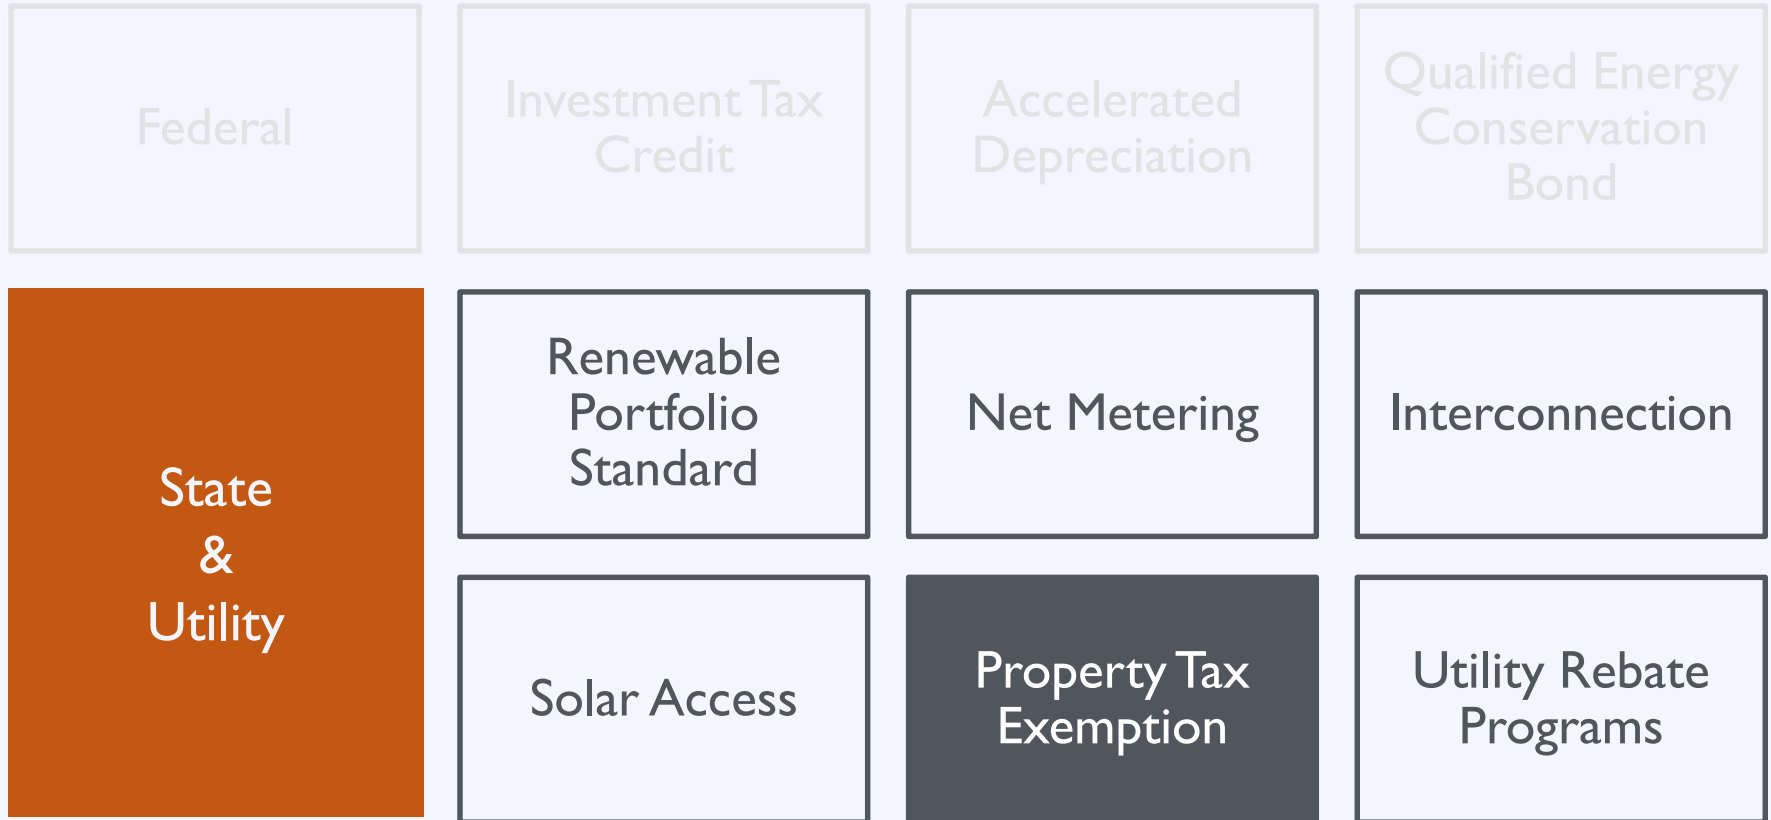 Federal
Investment Tax
Credit
Accelerated
Depreciation
Qualified Energy
Conservation
Bond
State
&
Utility
Renewable
Portfolio
Standard
Net Metering
Interconnection
Solar Access
Property Tax
Exemption
Utility Rebate
Programs